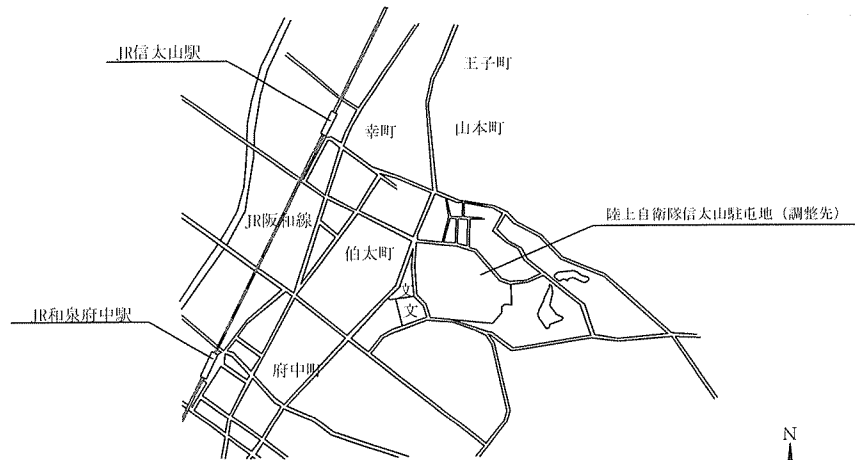 JR信太山駅
王子町
幸町
山本町
陸上自衛隊信太山駐屯地（調整先）
JR阪和線
伯太町
文
文
JR和泉府中駅
府中町
N